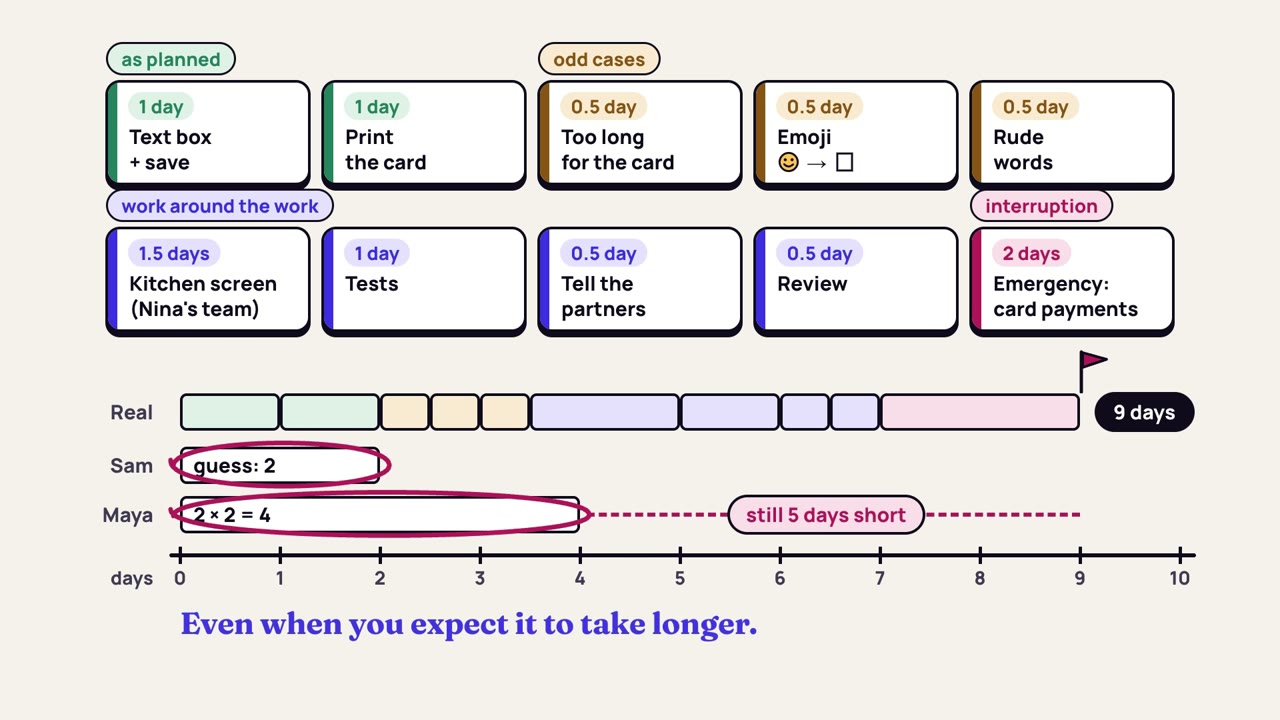 as planned
odd cases
1 day
Text box
+ save
1 day
Print
the card
0.5 day
Too long
for the card
0.5 day
Emoji
🙂 → □
0.5 day
Rude
words
work around the work
interruption
1.5 days
Kitchen screen
(Nina's team)
1 day
Tests
0.5 day
Tell the
partners
0.5 day
Review
2 days
Emergency:
card payments
Real
9 days
Sam
guess: 2
Maya
2 × 2 = 4
still 5 days short
days 0 1 2 3 4 5 6 7 8 9 10
Even when you expect it to take longer.